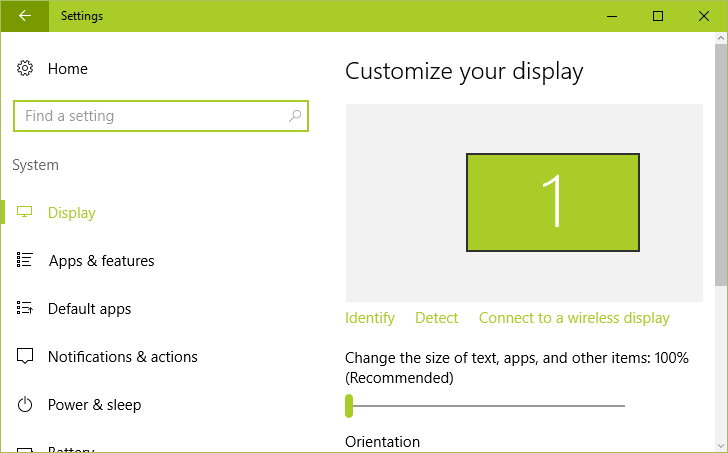 Settings
Home
Find a setting
System
Display
Apps & features
Default apps
Notifications & actions
Power & sleep
Battery
Customize your display
1
Identify Detect Connect to a wireless display
Change the size of text, apps, and other items: 100%
(Recommended)
Orientation